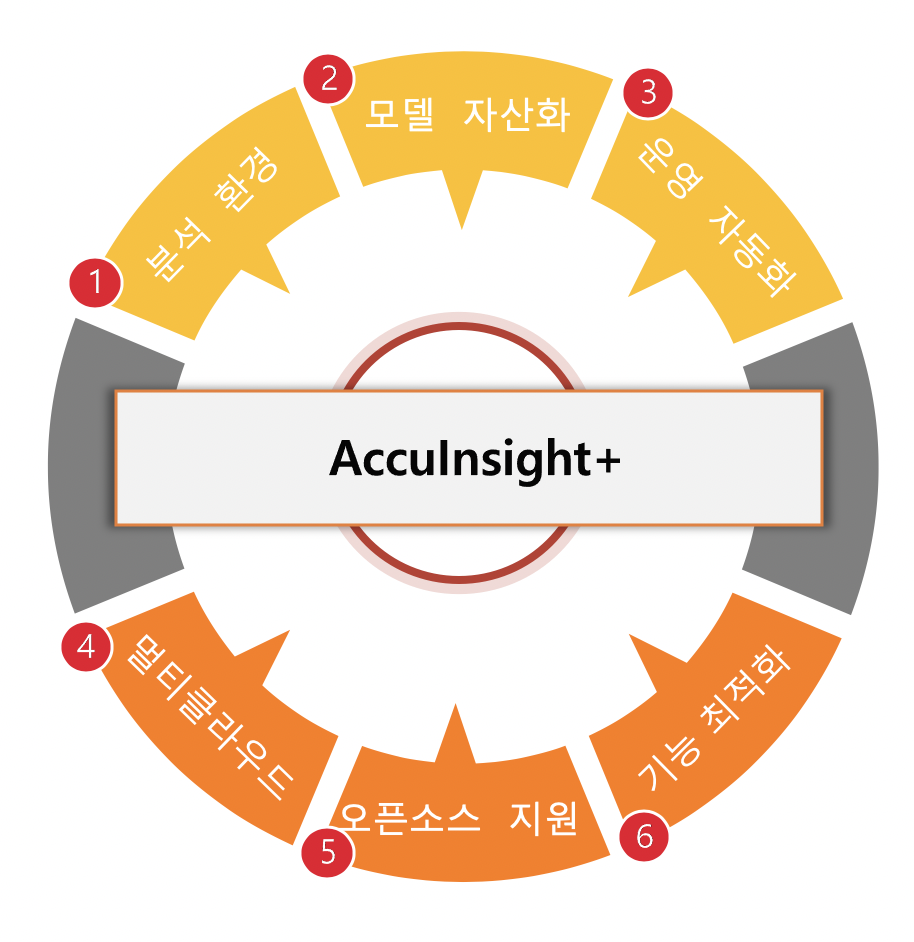 1
분석 환경
2
모델 자산화
3
운영 자동화
AccuInsight+
4
멀티클라우드
5
오픈소스 지원
6
기능 최적화